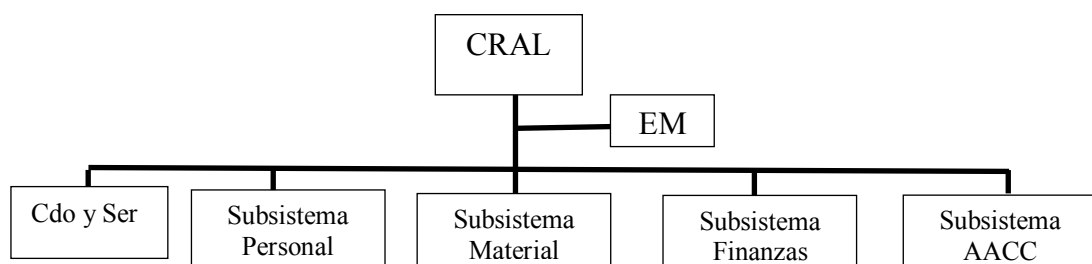 CRAL
EM
Cdo y Ser
Subsistema
Personal
Subsistema
Material
Subsistema
Finanzas
Subsistema
AACC